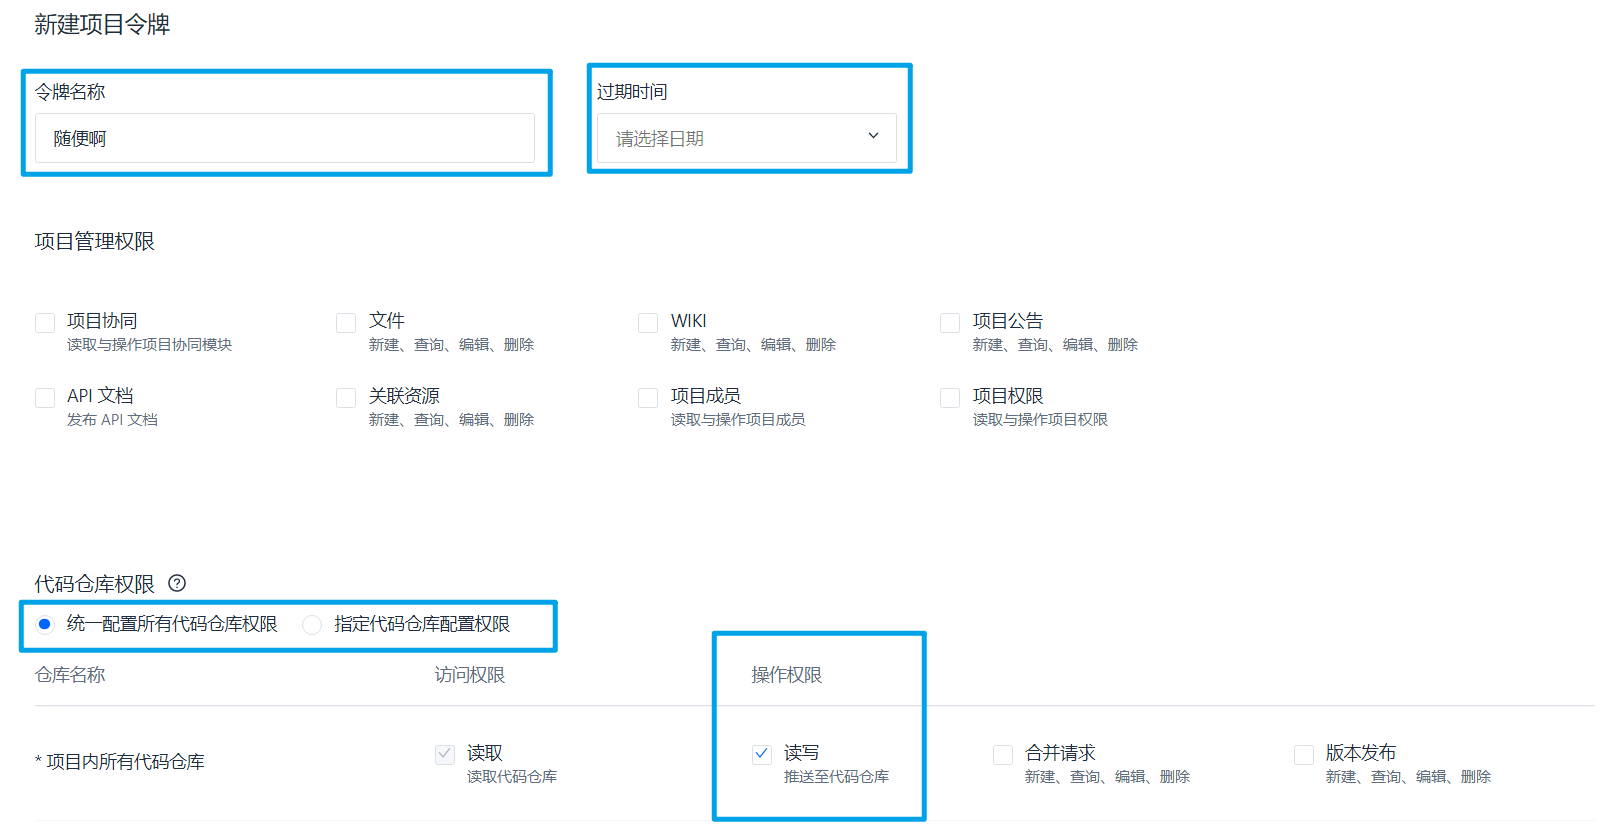 新建项目令牌
令牌名称
过期时间
随便啊
请选择日期
项目管理权限
项目协同
读取与操作项目协同模块
文件
新建、查询、编辑、删除
WIKI
新建、查询、编辑、删除
项目公告
新建、查询、编辑、删除
API 文档
发布 API 文档
关联资源
新建、查询、编辑、删除
项目成员
读取与操作项目成员
项目权限
读取与操作项目权限
代码仓库权限
统一配置所有代码仓库权限
指定代码仓库配置权限
仓库名称
访问权限
操作权限
* 项目内所有代码仓库
读取
读取代码仓库
读写
推送至代码仓库
合并请求
新建、查询、编辑、删除
版本发布
新建、查询、编辑、删除